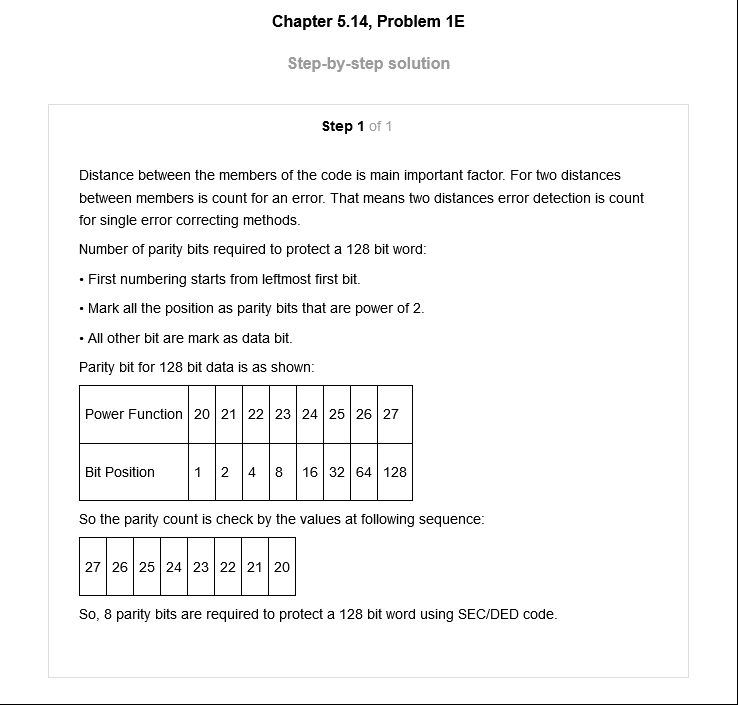 Chapter 5.14, Problem 1E
Step-by-step solution
Step 1 of 1
Distance between the members of the code is main important factor. For two distances
between members is count for an error. That means two distances error detection is count
for single error correcting methods.
Number of parity bits required to protect a 128 bit word:
• First numbering starts from leftmost first bit.
• Mark all the position as parity bits that are power of 2.
• All other bit are mark as data bit.
Parity bit for 128 bit data is as shown:
Power Function 20 21 22 23 24 25 26 27
Bit Position 1 2 4 8 16 32 64 128
So the parity count is check by the values at following sequence:
27 26 25 24 23 22 21 20
So, 8 parity bits are required to protect a 128 bit word using SEC/DED code.